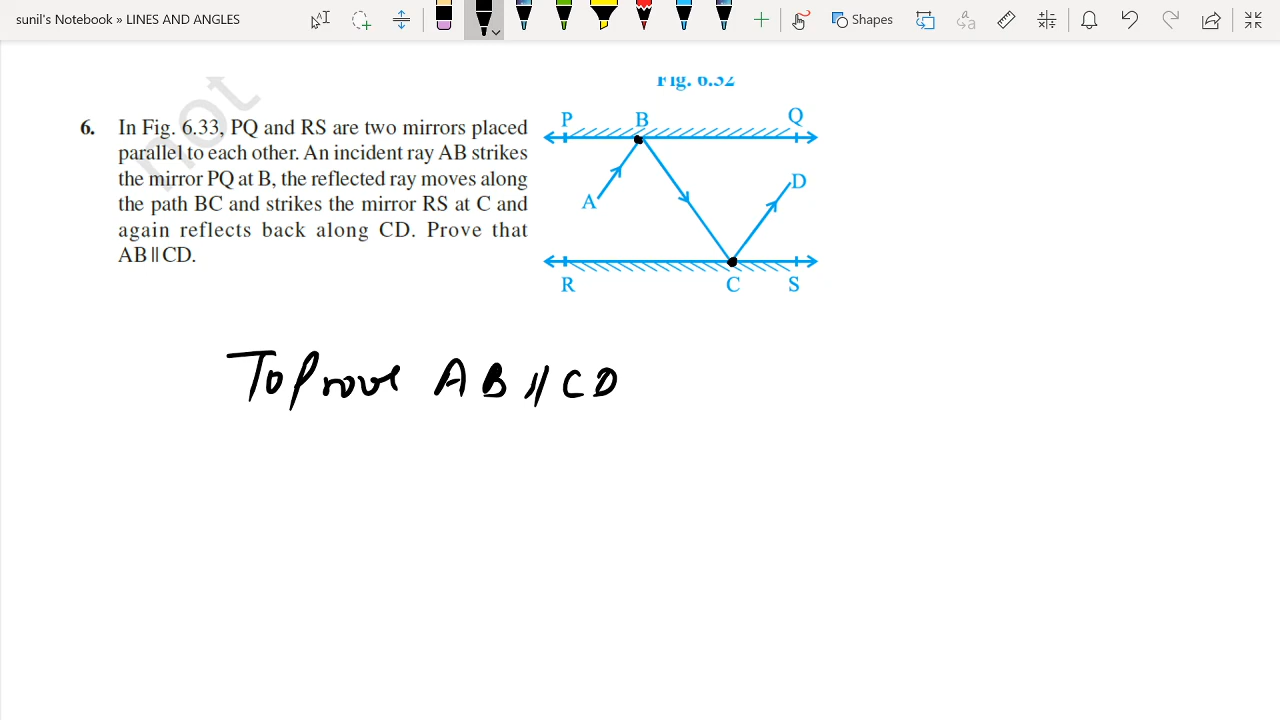 sunil's Notebook » LINES AND ANGLES
Shapes
not
Fig. 6.32
6. In Fig. 6.33, PQ and RS are two mirrors placed
parallel to each other. An incident ray AB strikes
the mirror PQ at B, the reflected ray moves along
the path BC and strikes the mirror RS at C and
again reflects back along CD. Prove that
AB || CD.
P B Q
A D
R C S
To Prove AB || CD